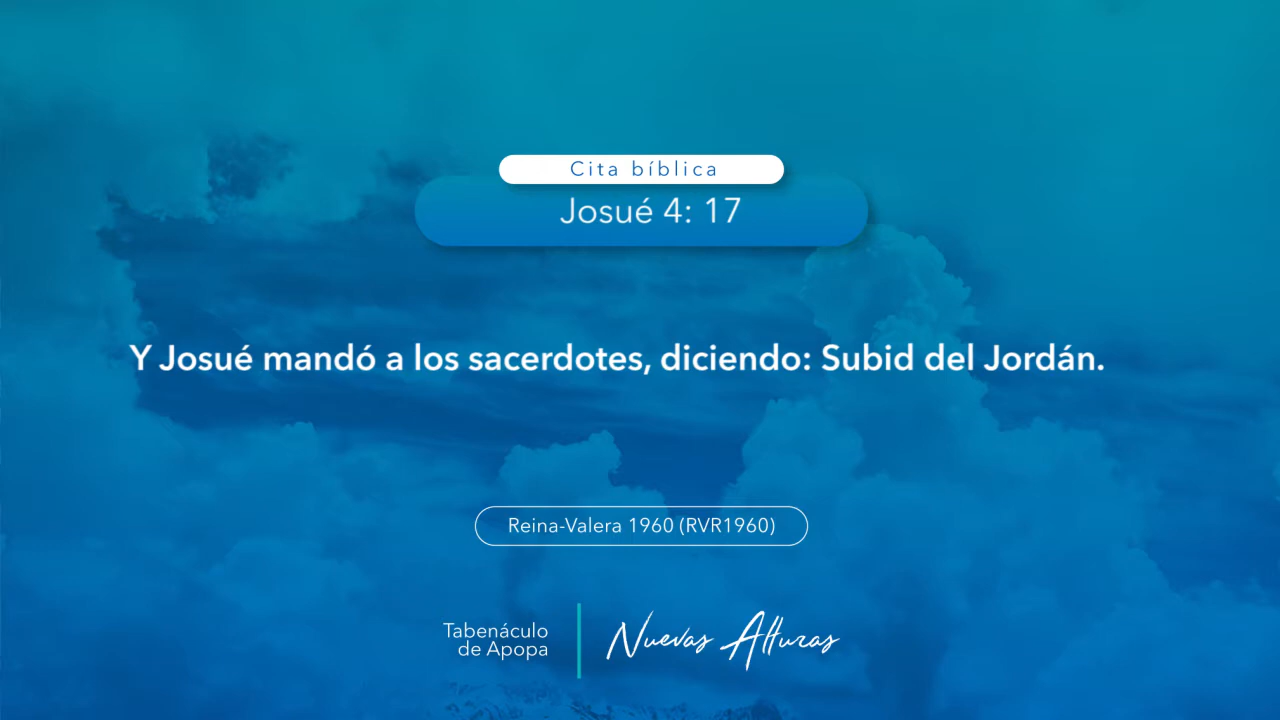 Cita bíblica
Josué 4: 17
Y Josué mandó a los sacerdotes, diciendo: Subid del Jordán.
Reina-Valera 1960 (RVR1960)
Tabenáculo
de Apopa
Nuevas Alturas